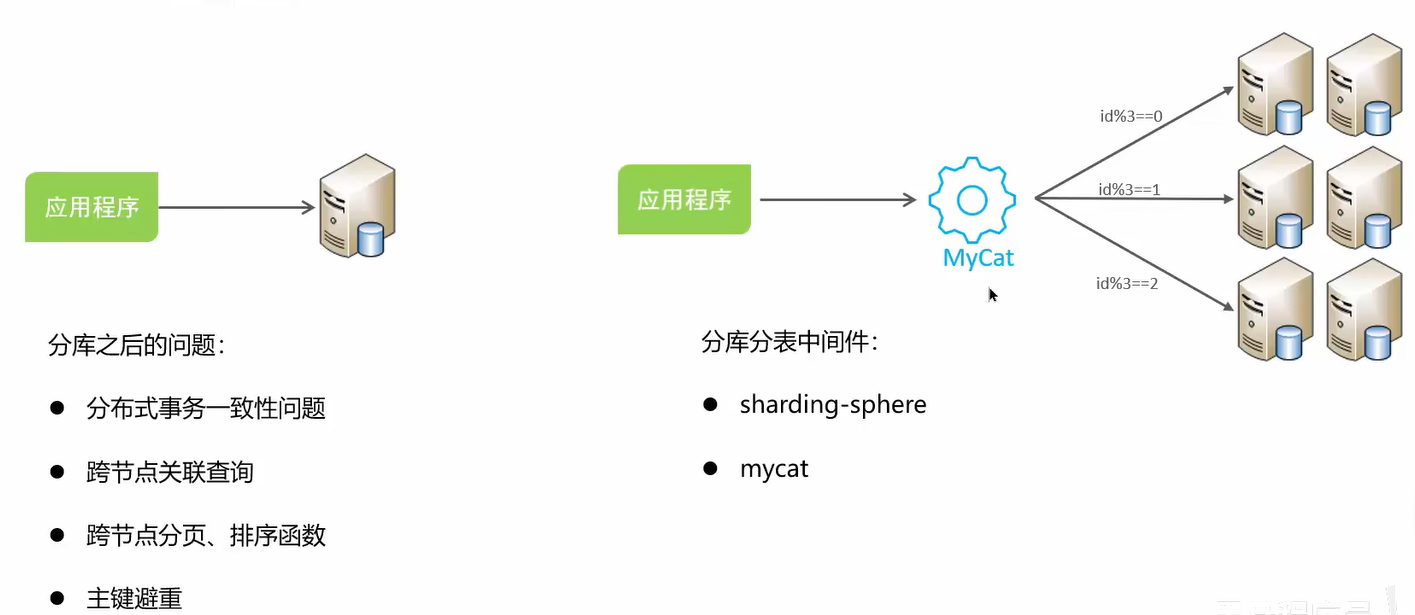 应用程序
应用程序
MyCat
id%3==0
id%3==1
id%3==2
分库之后的问题：
● 分布式事务一致性问题
● 跨节点关联查询
● 跨节点分页、排序函数
● 主键避重
分库分表中间件：
● sharding-sphere
● mycat